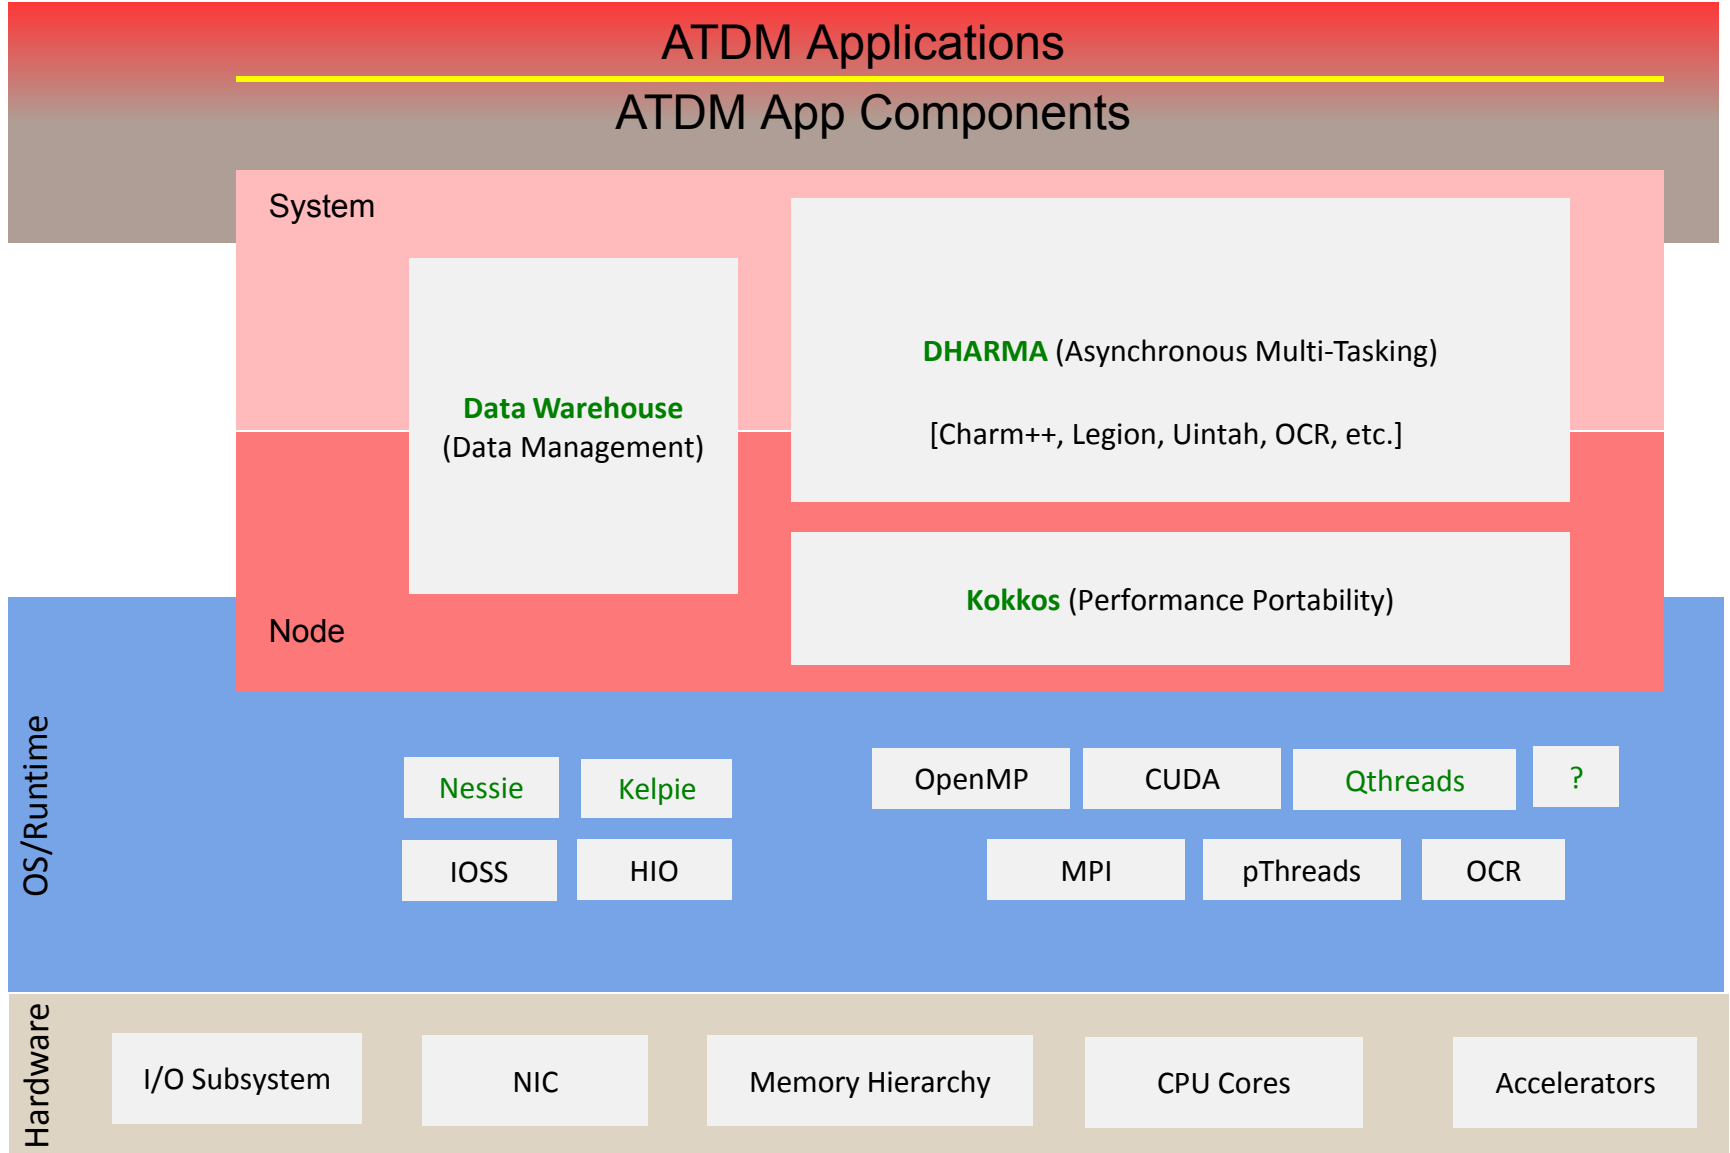 ATDM Applications
ATDM App Components
System
Data Warehouse
(Data Management)
DHARMA (Asynchronous Multi-Tasking)
[Charm++, Legion, Uintah, OCR, etc.]
Kokkos (Performance Portability)
Node
OS/Runtime
Nessie
Kelpie
OpenMP
CUDA
Qthreads
?
IOSS
HIO
MPI
pThreads
OCR
Hardware
I/O Subsystem
NIC
Memory Hierarchy
CPU Cores
Accelerators